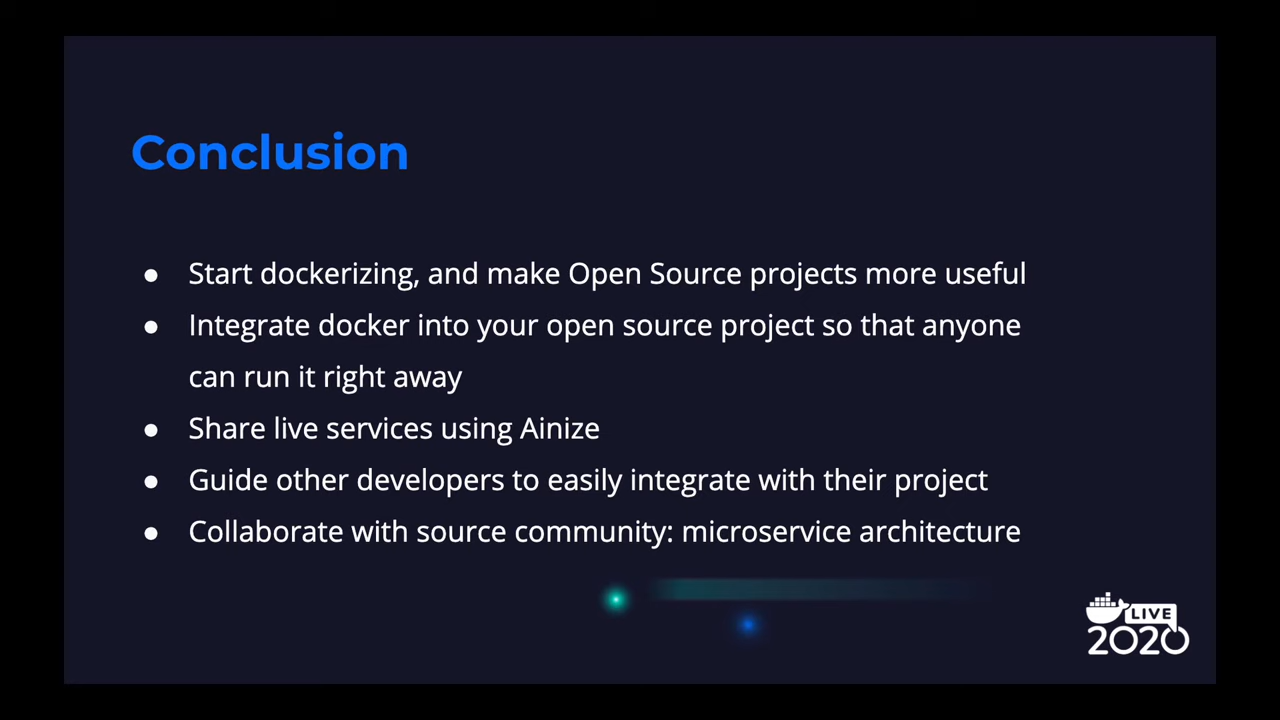 Conclusion
● Start dockerizing, and make Open Source projects more useful
● Integrate docker into your open source project so that anyone
can run it right away
● Share live services using Ainize
● Guide other developers to easily integrate with their project
● Collaborate with source community: microservice architecture
LIVE
2020